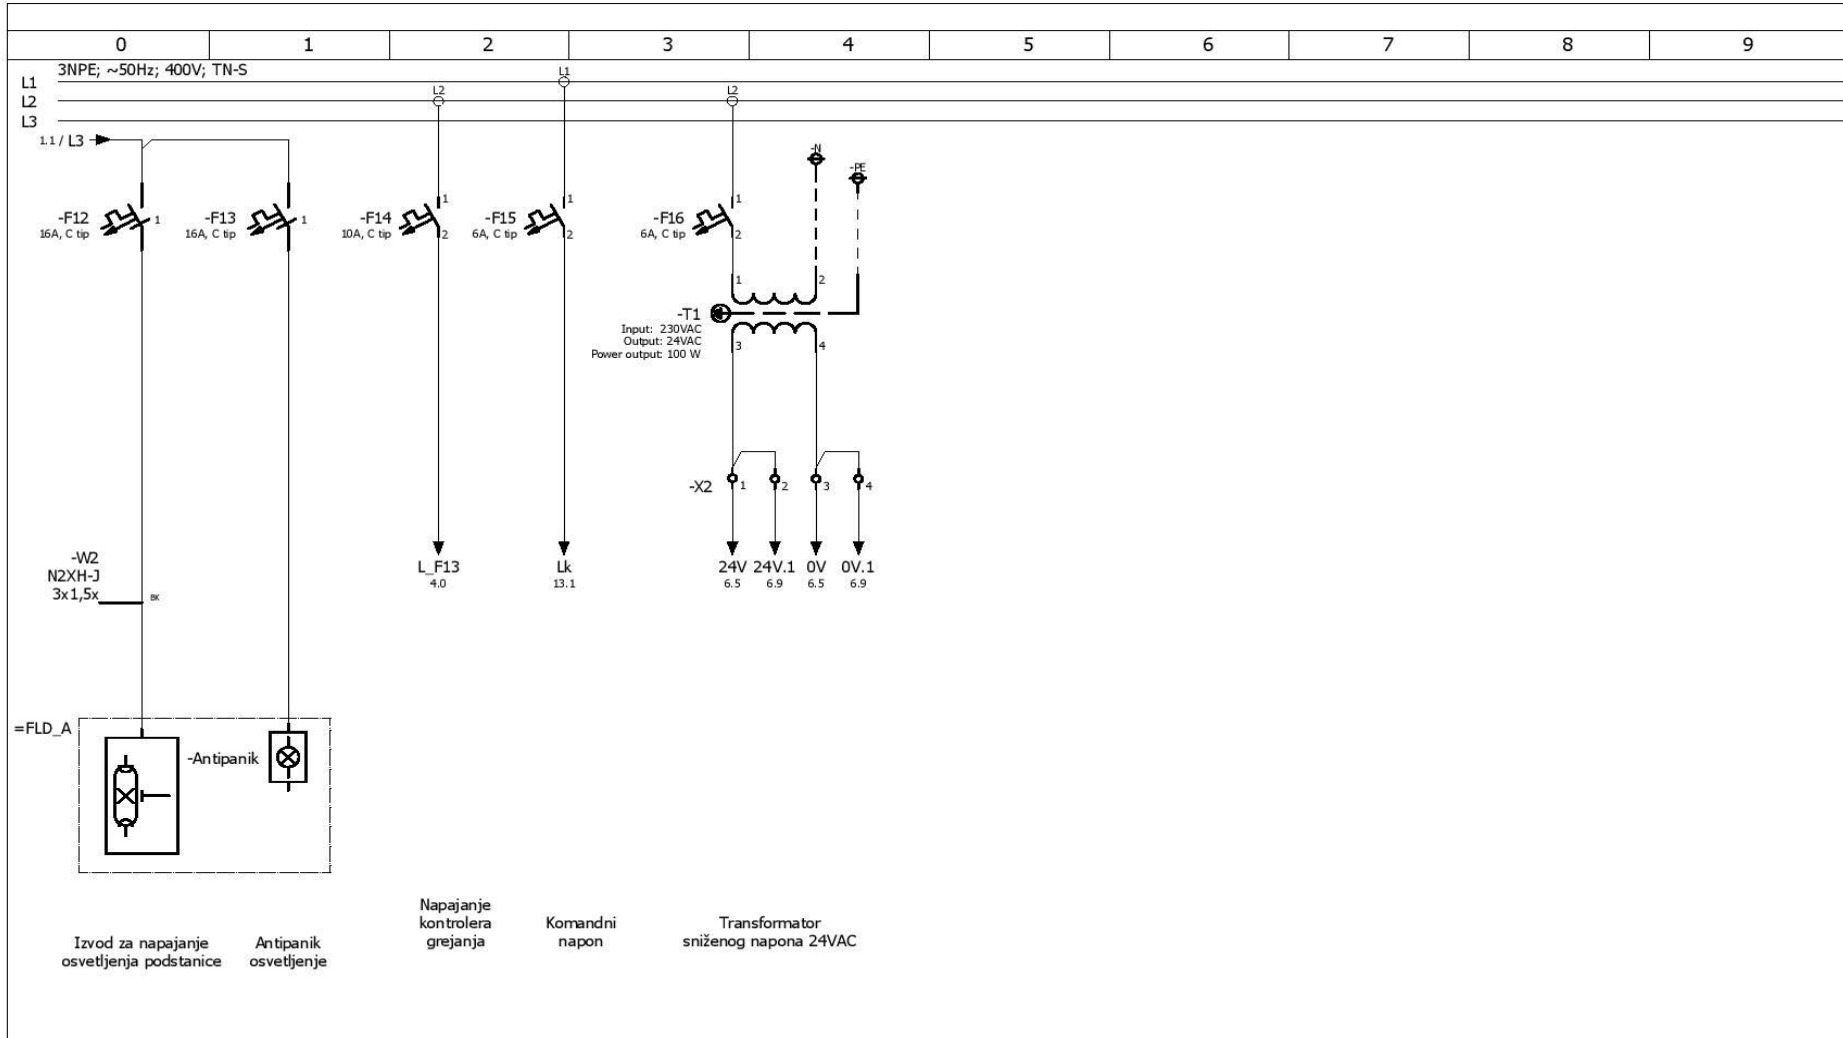 0 1 2 3 4 5 6 7 8 9
3NPE; ~50Hz; 400V; TN-S
L1
L2
L3
L1
L2
L2
1.1 / L3
-N
-PE
-F12
16A, C tip
1
-F13
16A, C tip
1
-F14
10A, C tip
1
2
-F15
6A, C tip
1
2
-F16
6A, C tip
1
2
1
2
-T1
Input: 230VAC
Output: 24VAC
Power output: 100 W
3
4
-X2
1
2
3
4
-W2
N2XH-J
3x1,5x
BK
L_F13
4.0
Lk
13.1
24V
6.5
24V.1
6.9
0V
6.5
0V.1
6.9
=FLD_A
-Antipanik
Izvod za napajanje
osvetljenja podstanice
Antipanik
osvetljenje
Napajanje
kontrolera
grejanja
Komandni
napon
Transformator
sniženog napona 24VAC